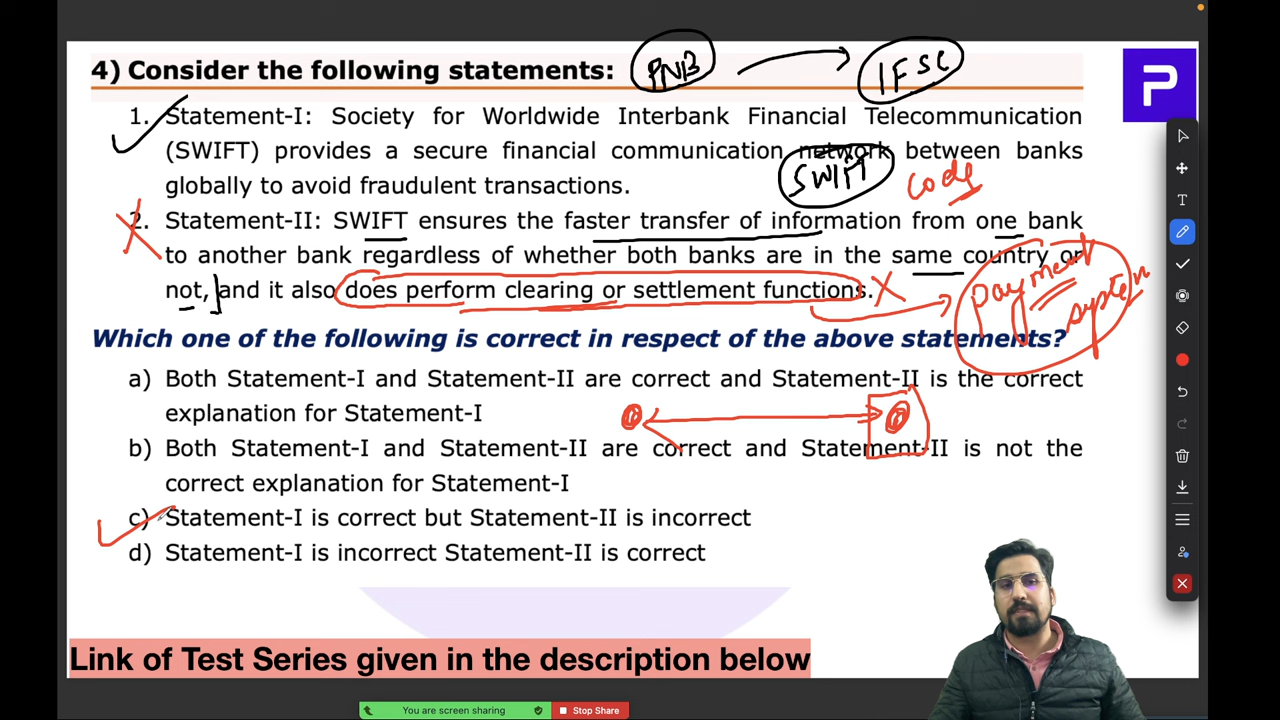 4) Consider the following statements:
PNB
IFSC
P
1. Statement-I: Society for Worldwide Interbank Financial Telecommunication
(SWIFT) provides a secure financial communication network between banks
SWIFT
code
globally to avoid fraudulent transactions.
2. Statement-II: SWIFT ensures the faster transfer of information from one bank
to another bank regardless of whether both banks are in the same country or
not, and it also does perform clearing or settlement functions.
payment
system
Which one of the following is correct in respect of the above statements?
a) Both Statement-I and Statement-II are correct and Statement-II is the correct
explanation for Statement-I
b) Both Statement-I and Statement-II are correct and Statement-II is not the
correct explanation for Statement-I
c) Statement-I is correct but Statement-II is incorrect
d) Statement-I is incorrect Statement-II is correct
Link of Test Series given in the description below
You are screen sharing
Stop Share